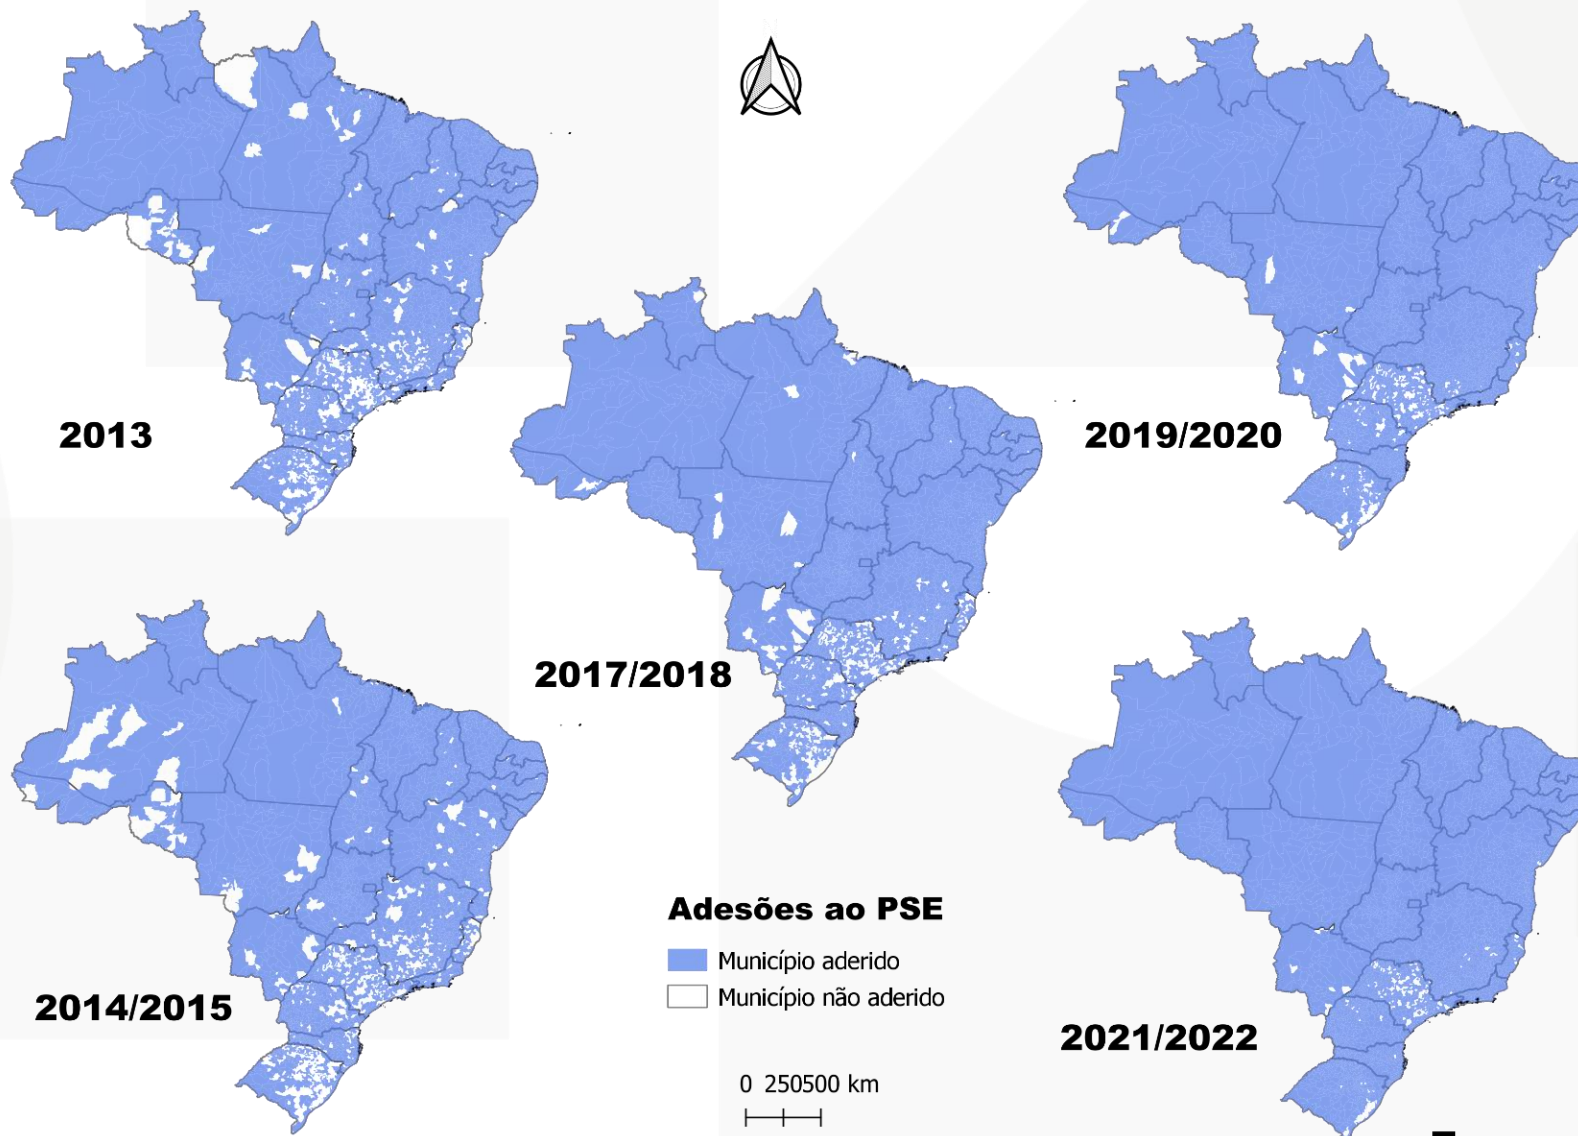 2013
2019/2020
2017/2018
Adesões ao PSE
Município aderido
Município não aderido
2014/2015
2021/2022
0 250500 km